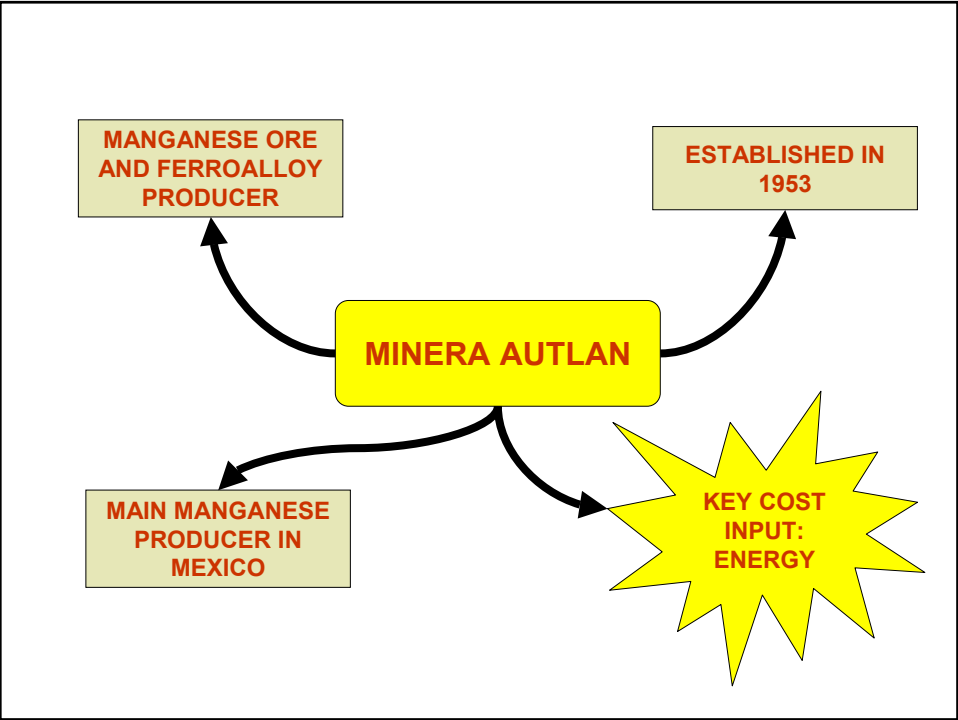 MANGANESE ORE
AND FERROALLOY
PRODUCER
ESTABLISHED IN
1953
MINERA AUTLAN
MAIN MANGANESE
PRODUCER IN
MEXICO
KEY COST
INPUT:
ENERGY